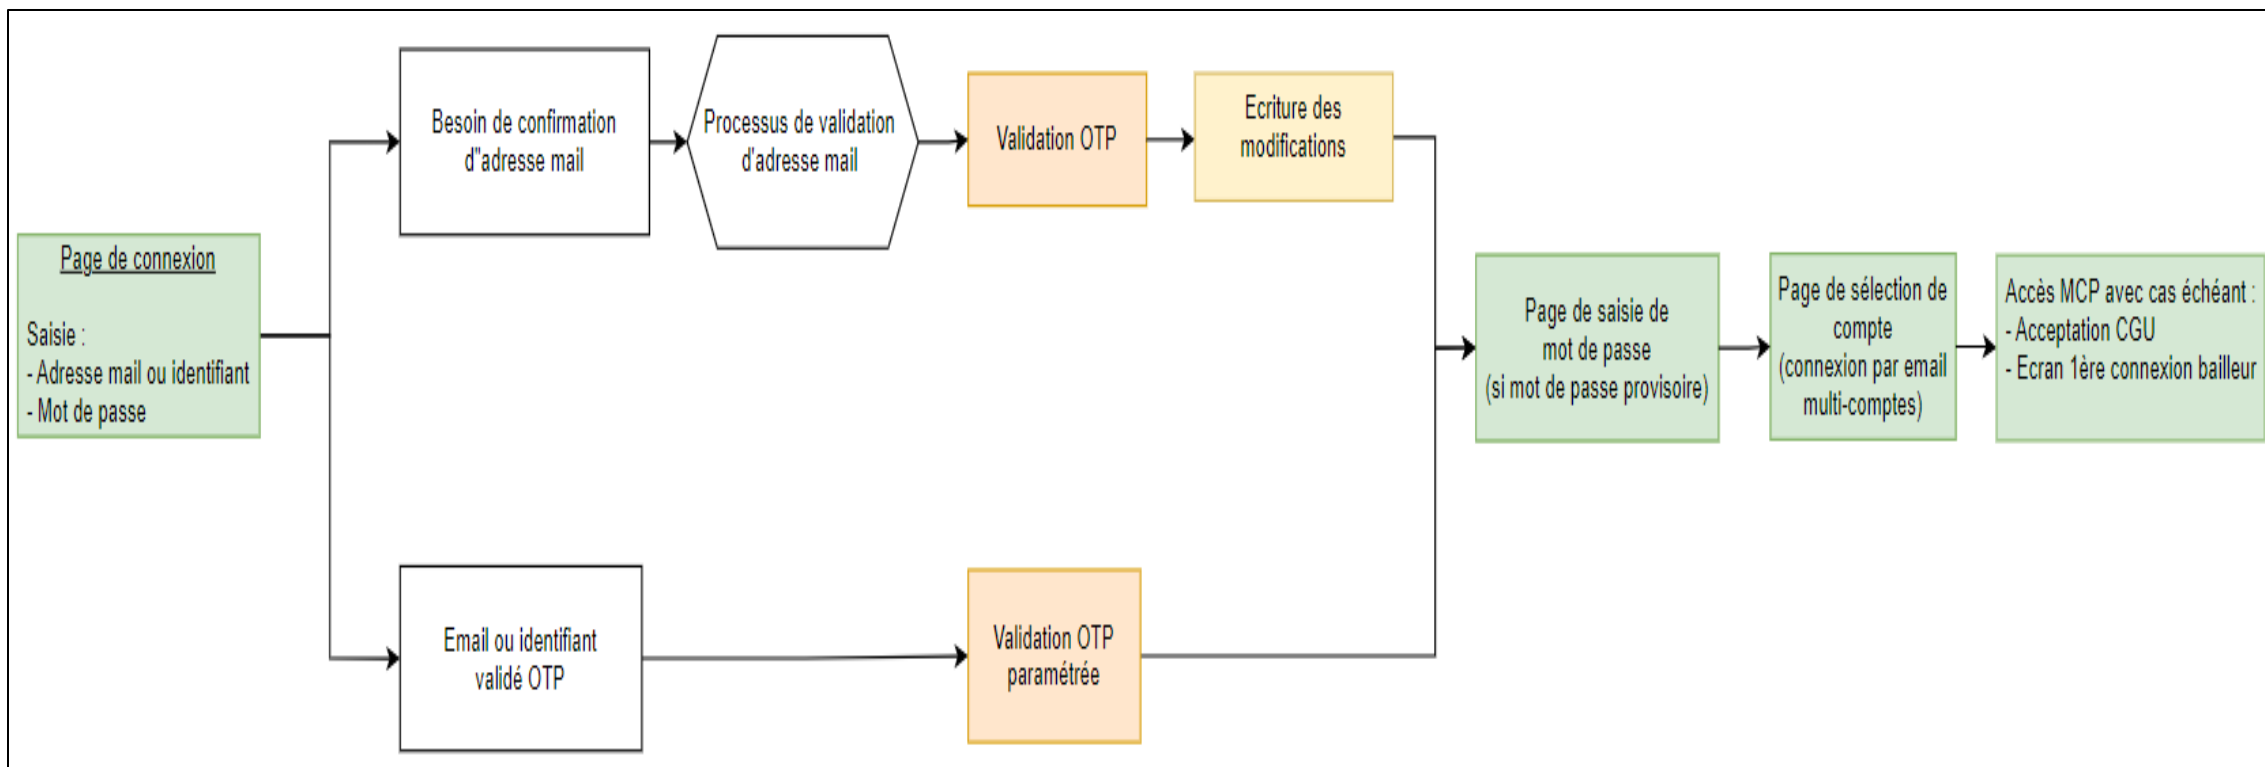 Page de connexion
Saisie :
- Adresse mail ou identifiant
- Mot de passe
Besoin de confirmation
d"adresse mail
Processus de validation
d'adresse mail
Validation OTP
Ecriture des
modifications
Email ou identifiant
validé OTP
Validation OTP
paramétrée
Page de saisie de
mot de passe
(si mot de passe provisoire)
Page de sélection de
compte
(connexion par email
multi-comptes)
Accès MCP avec cas échéant :
- Acceptation CGU
- Ecran 1ère connexion bailleur